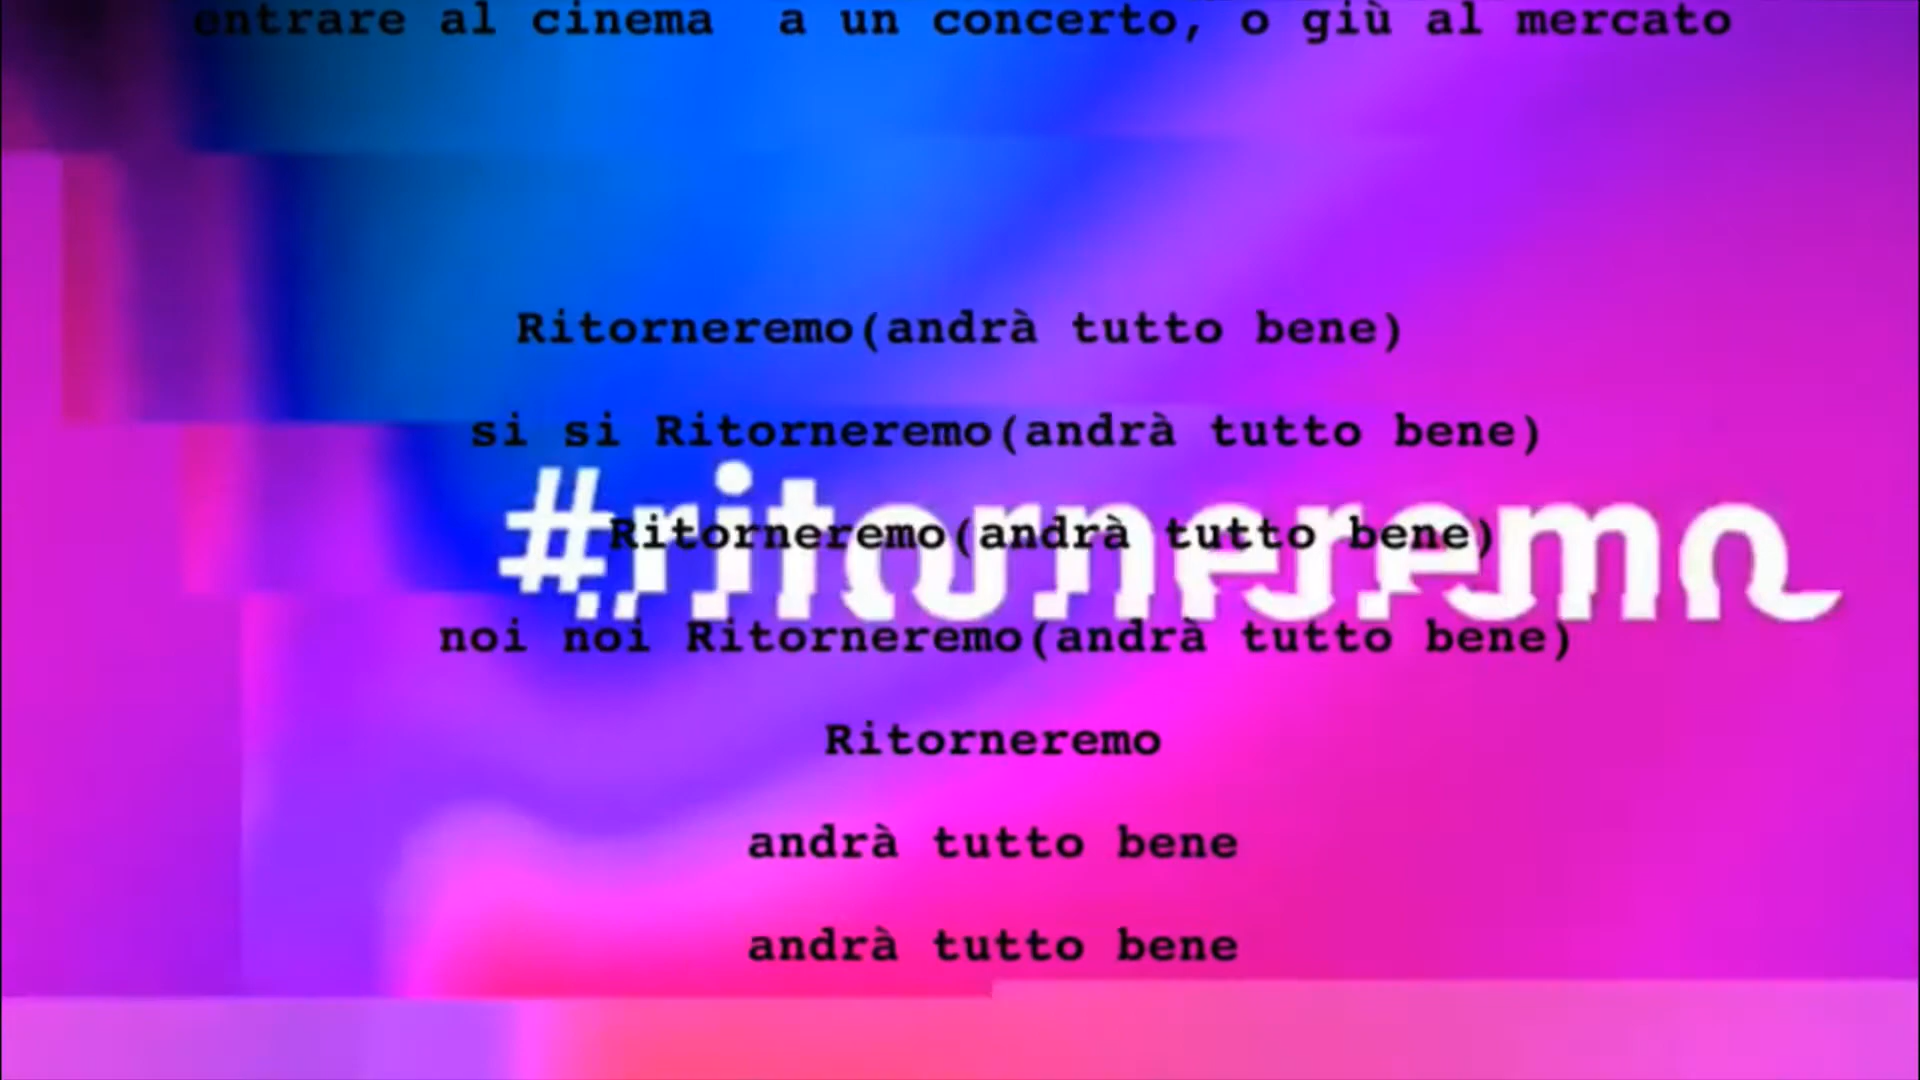 entrare al cinema  a un concerto, o giù al mercato
Ritorneremo(andrà tutto bene)
si si Ritorneremo(andrà tutto bene)
#ritorneremo
Ritorneremo(andrà tutto bene)
noi noi Ritorneremo(andrà tutto bene)
Ritorneremo
andrà tutto bene
andrà tutto bene